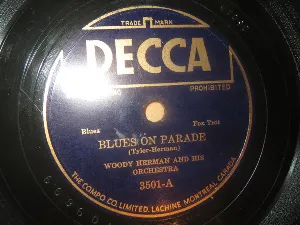 TRADE MARK
DECCA
PROHIBITED
Blues
Fox Trot
BLUES ON PARADE
(Tyler-Herman)
WOODY HERMAN AND HIS
ORCHESTRA
3501-A
THE COMPO CO. LIMITED, LACHINE MONTREAL CANADA.